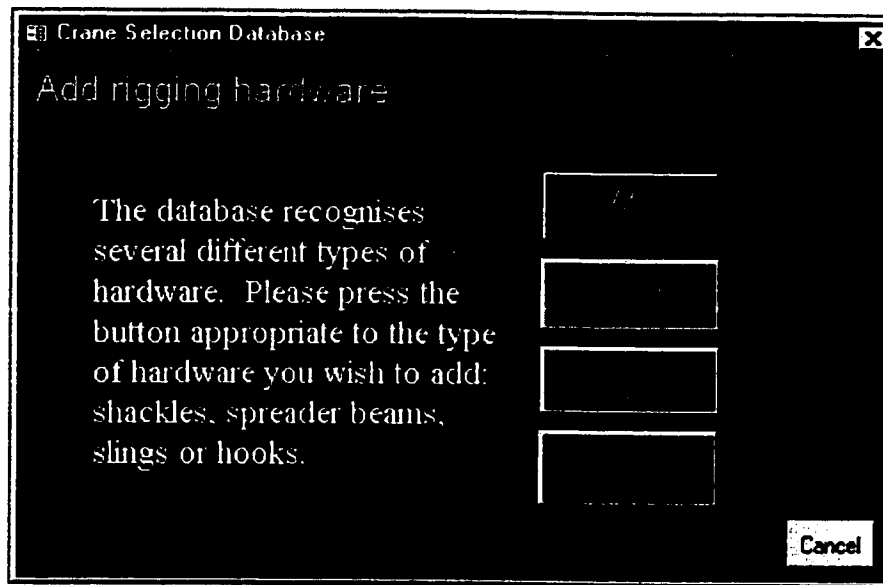 Crane Selection Database
Add rigging hardware
The database recognises
several different types of
hardware. Please press the
button appropriate to the type
of hardware you wish to add:
shackles, spreader beams,
slings or hooks.
Cancel